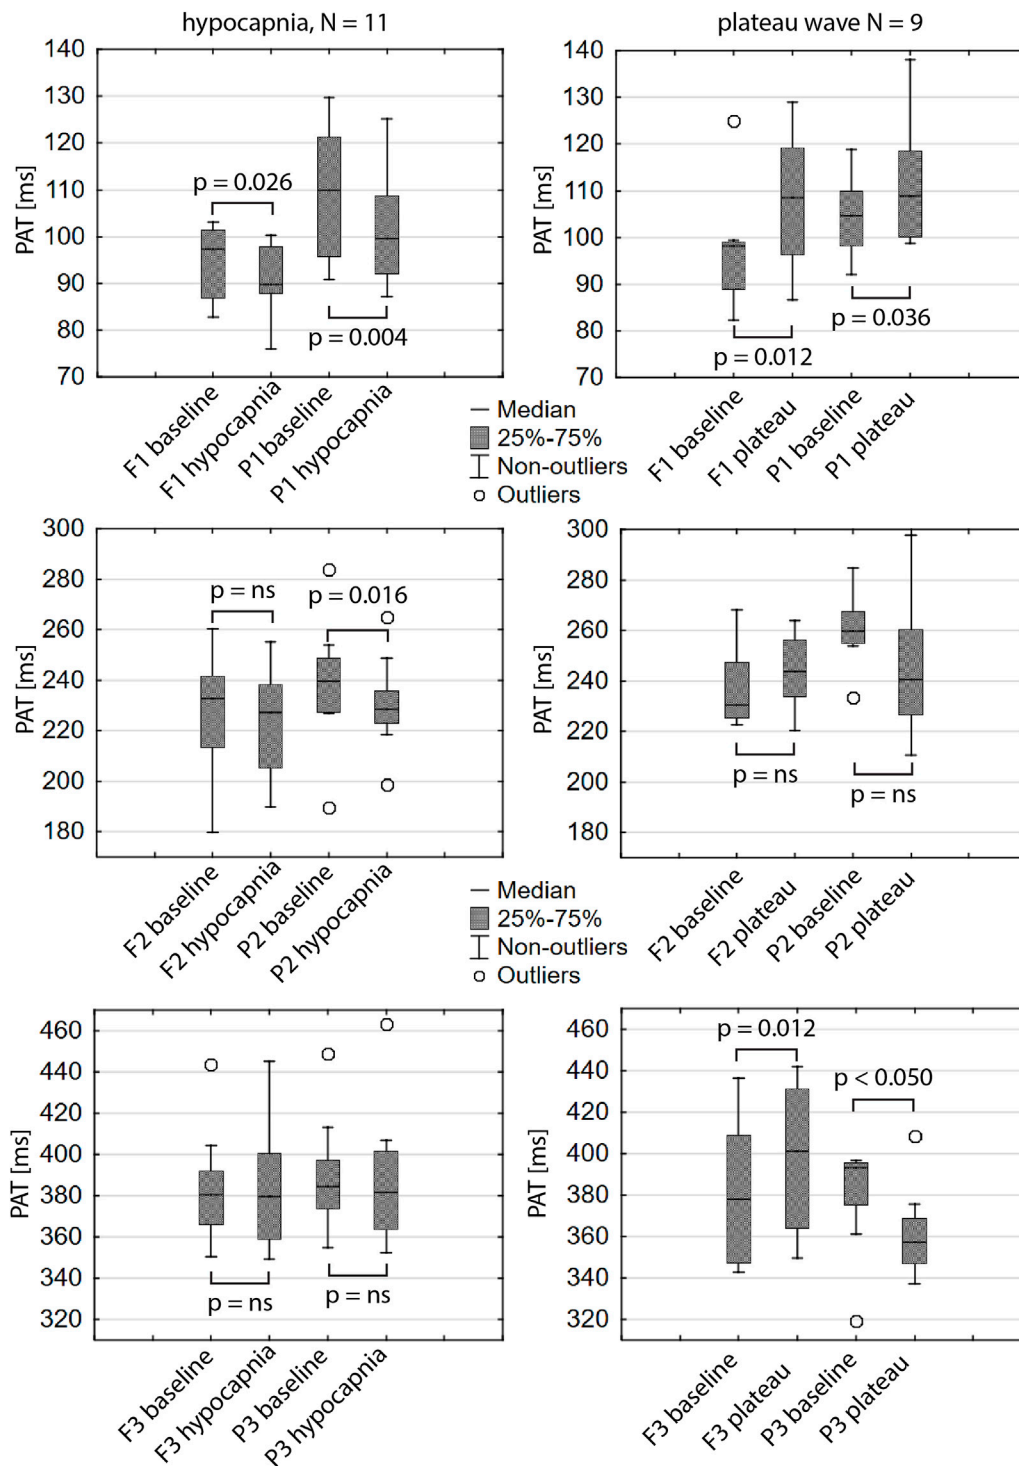 hypocapnia, N = 11
140
130
120
110
100
90
80
70
PAT [ms]
p = 0.026
p = 0.004
F1 baseline
F1 hypocapnia
P1 baseline
P1 hypocapnia
plateau wave N = 9
140
130
120
110
100
90
80
70
PAT [ms]
p = 0.012
p = 0.036
F1 baseline
F1 plateau
P1 baseline
P1 plateau
Median
25%-75%
Non-outliers
Outliers
300
280
260
240
220
200
180
PAT [ms]
p = ns
p = 0.016
F2 baseline
F2 hypocapnia
P2 baseline
P2 hypocapnia
300
280
260
240
220
200
180
PAT [ms]
p = ns
p = ns
F2 baseline
F2 plateau
P2 baseline
P2 plateau
Median
25%-75%
Non-outliers
Outliers
460
440
420
400
380
360
340
320
PAT [ms]
p = ns
p = ns
F3 baseline
F3 hypocapnia
P3 baseline
P3 hypocapnia
460
440
420
400
380
360
340
320
PAT [ms]
p = 0.012
p < 0.050
F3 baseline
F3 plateau
P3 baseline
P3 plateau